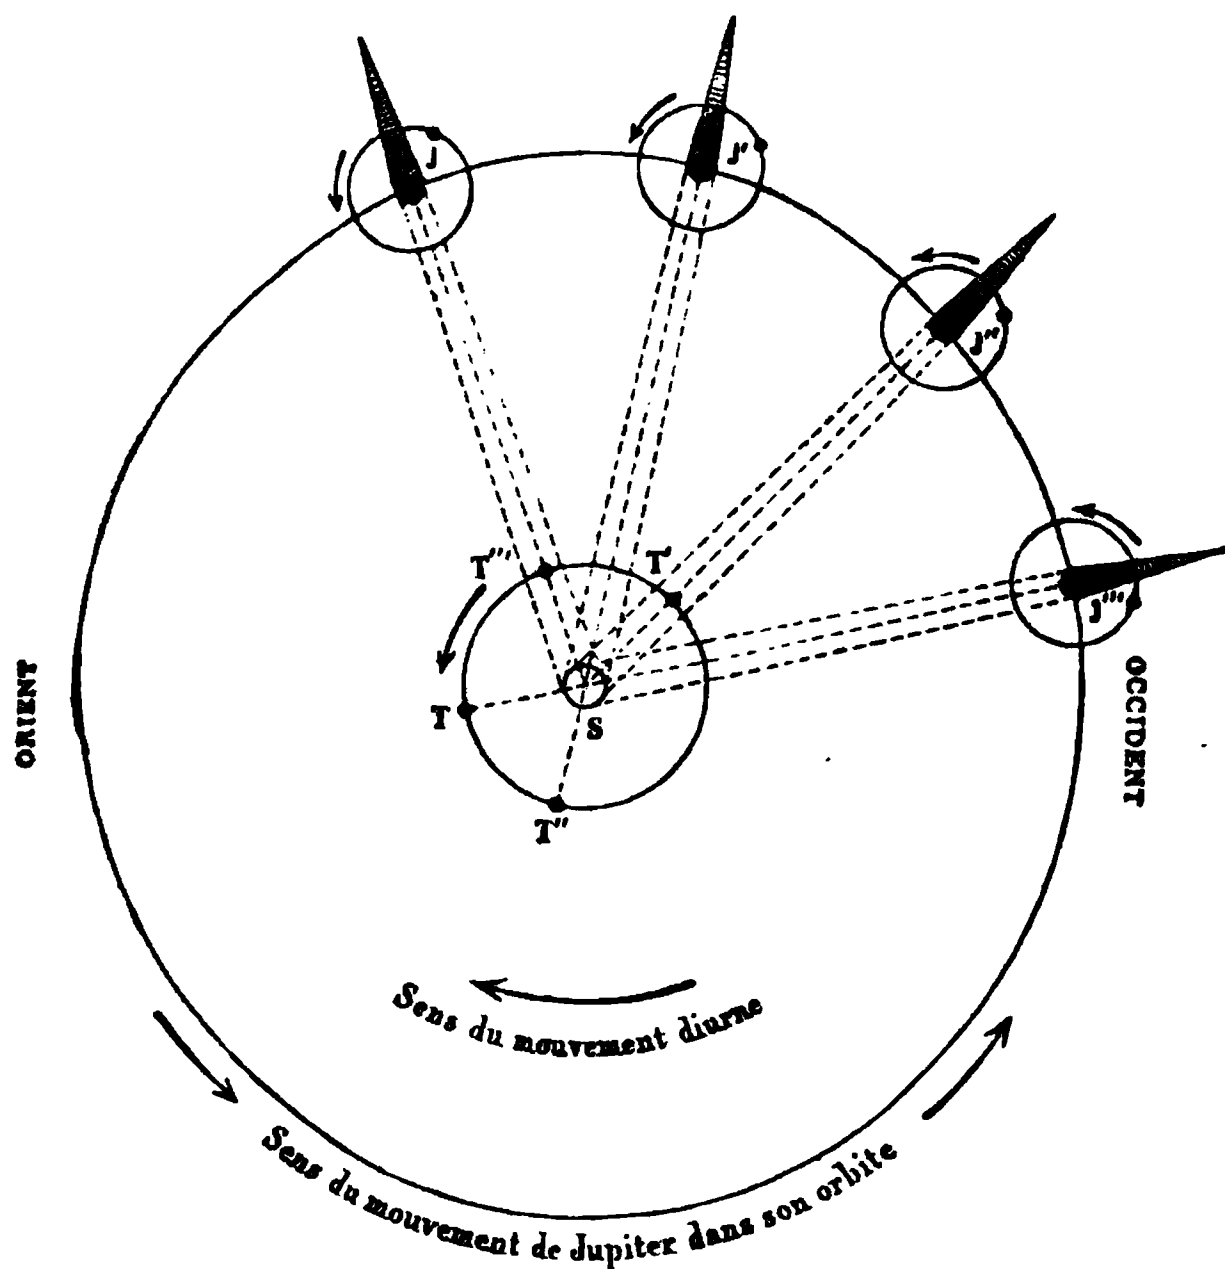 J
J'
J''
J'''
T'''
T'
T
S
T''
ORIENT
OCCIDENT
Sens du mouvement diurne
Sens du mouvement de Jupiter dans son orbite